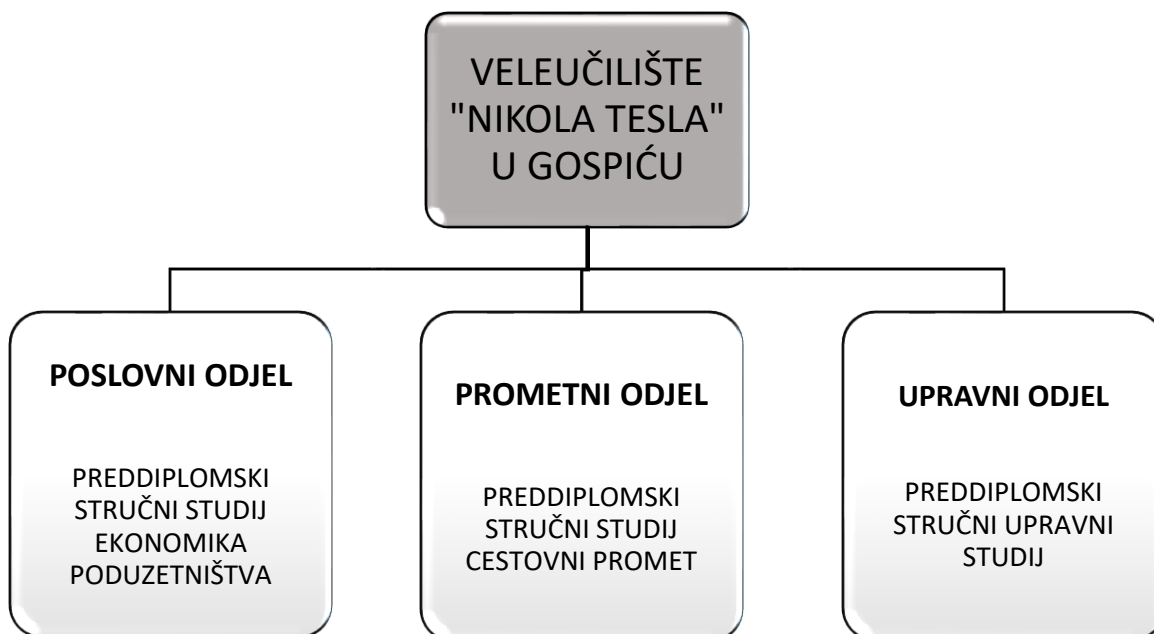 VELEUČILIŠTE
"NIKOLA TESLA"
U GOSPIĆU
POSLOVNI ODJEL
PREDDIPLOMSKI
STRUČNI STUDIJ
EKONOMIKA
PODUZETNIŠTVA
PROMETNI ODJEL
PREDDIPLOMSKI
STRUČNI STUDIJ
CESTOVNI PROMET
UPRAVNI ODJEL
PREDDIPLOMSKI
STRUČNI UPRAVNI
STUDIJ